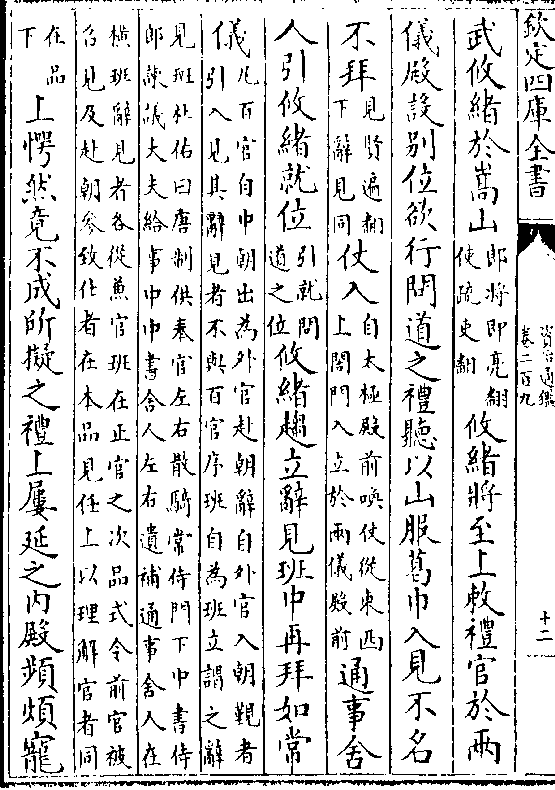 欽定四庫全書
資治通鑑
卷二百九
十二
武攸緒於嵩山郎將即亮翻使疏吏翻攸緒將至上敕禮官於兩
儀殿設别位欲行問道之禮聽以山服葛巾入見不名
不拜見賢遍翻下辭見同仗入自太極殿前喚仗從東西上閤門入立於兩儀殿前通事舍
人引攸緒就位引就問道之位攸緒趨立辭見班中再拜如常
儀凡百官自中朝出為外官赴朝辭自外官入朝覲者引入見其辭見者不與百官序班自為班立謂之辭
見班杜佑曰唐制供奉官左右散騎常侍門下中書侍郎諫議大夫給事中中書舍人左右遺補通事舍人在
橫班辭見者各從兼官班在正官之次品式令前官被召見及赴朝參致仕者在本品見任上以理解官者同
在品下上愕然竟不成所擬之禮上屢延之内殿頻煩寵